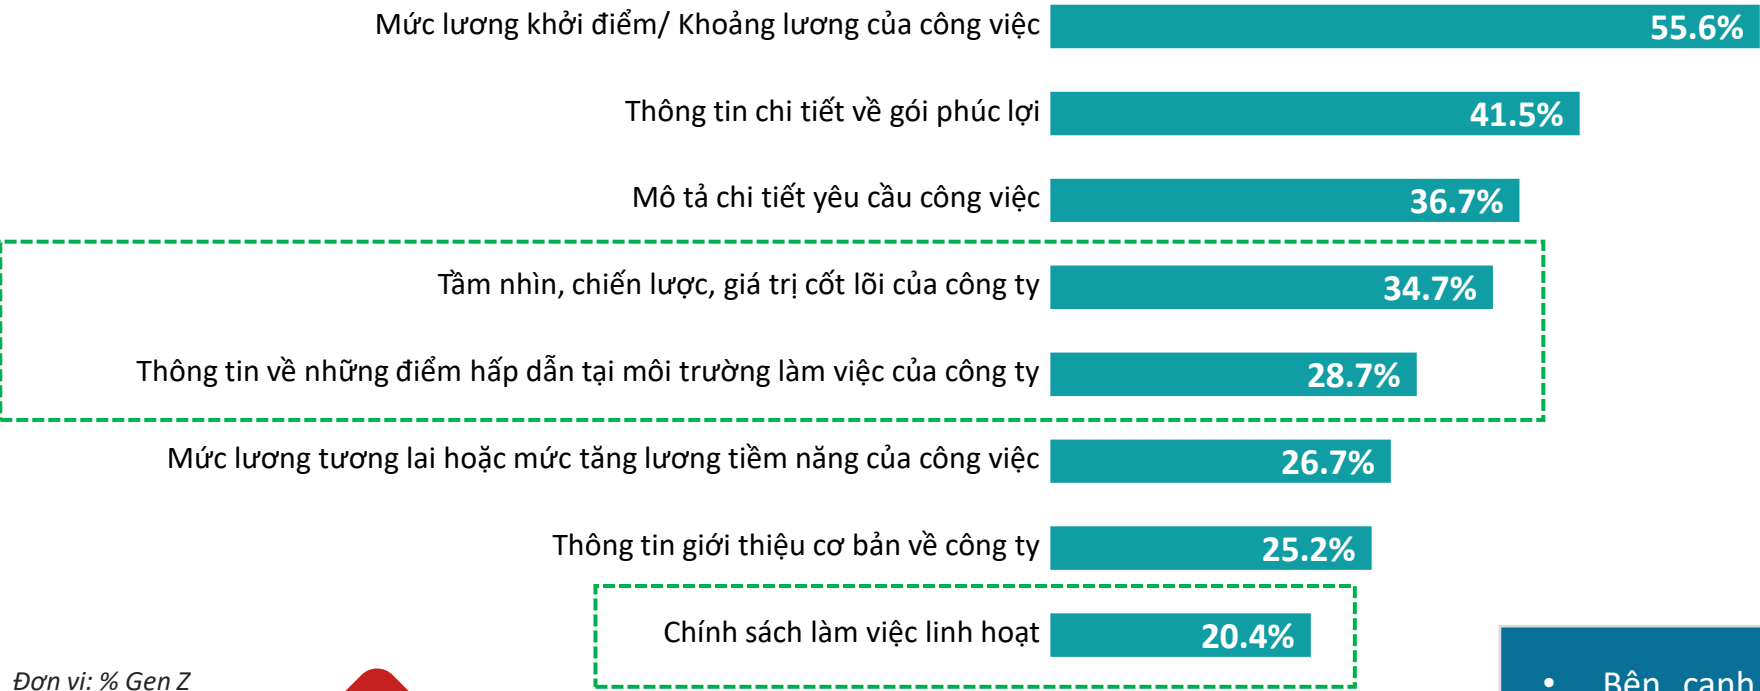 Mức lương khởi điểm/ Khoảng lương của công việc 55.6%
Thông tin chi tiết về gói phúc lợi 41.5%
Mô tả chi tiết yêu cầu công việc 36.7%
Tầm nhìn, chiến lược, giá trị cốt lõi của công ty 34.7%
Thông tin về những điểm hấp dẫn tại môi trường làm việc của công ty 28.7%
Mức lương tương lai hoặc mức tăng lương tiềm năng của công việc 26.7%
Thông tin giới thiệu cơ bản về công ty 25.2%
Chính sách làm việc linh hoạt 20.4%
Đơn vị: % Gen Z
• Bên cạnh